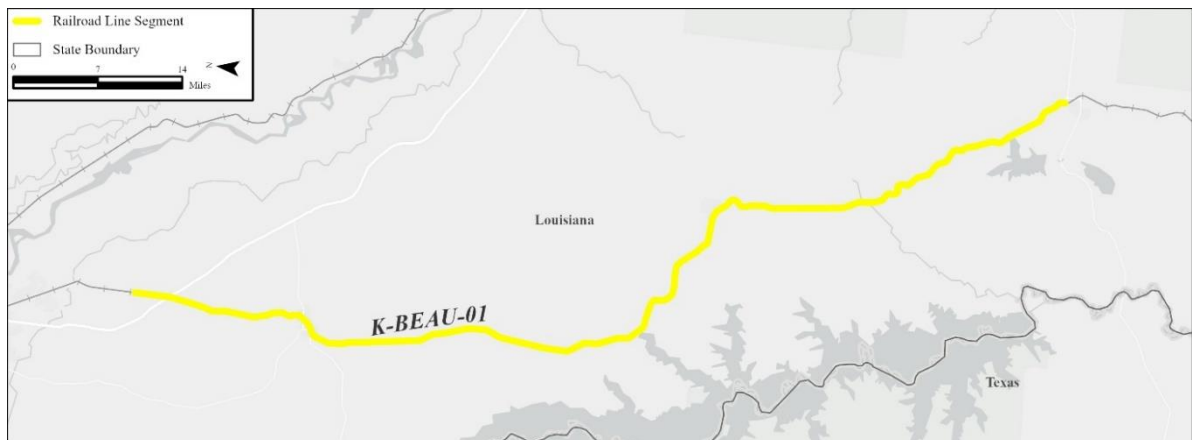 Railroad Line Segment
State Boundary
0 7 14
Miles
N
Louisiana
K-BEAU-01
Texas